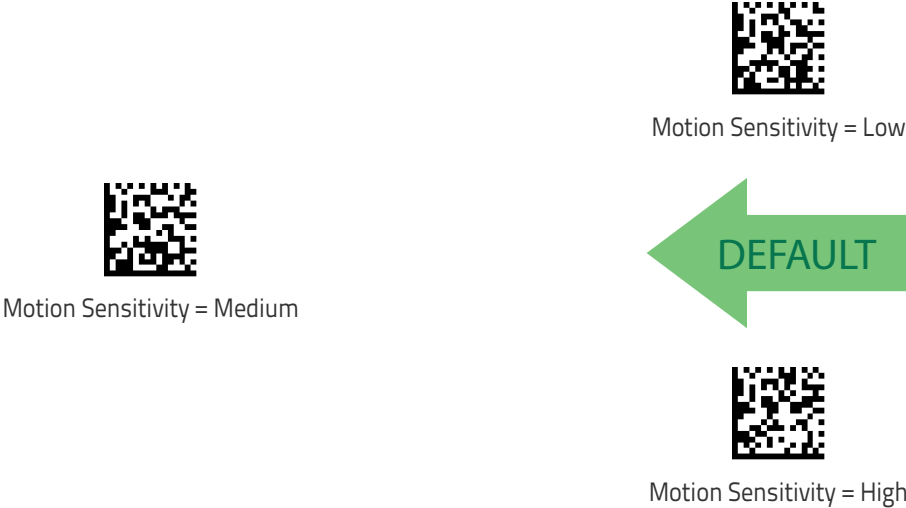 Motion Sensitivity = Low
DEFAULT
Motion Sensitivity = Medium
Motion Sensitivity = High